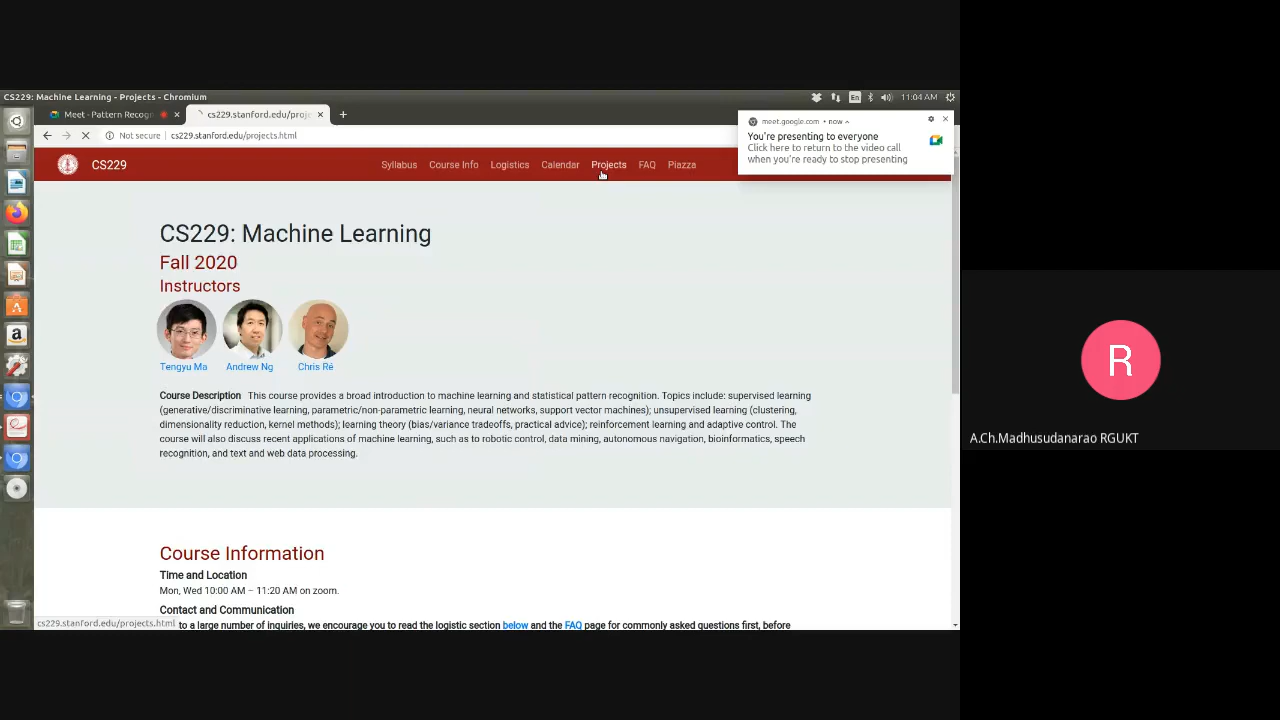 CS229: Machine Learning - Projects - Chromium
En
11:04 AM
Meet - Pattern Recogn
cs229.stanford.edu/proje
Not secure
cs229.stanford.edu/projects.html
meet.google.com • now
You're presenting to everyone
Click here to return to the video call
when you're ready to stop presenting
CS229
Syllabus
Course Info
Logistics
Calendar
Projects
FAQ
Piazza
CS229: Machine Learning
Fall 2020
Instructors
Tengyu Ma
Andrew Ng
Chris Ré
Course Description This course provides a broad introduction to machine learning and statistical pattern recognition. Topics include: supervised learning
(generative/discriminative learning, parametric/non-parametric learning, neural networks, support vector machines); unsupervised learning (clustering,
dimensionality reduction, kernel methods); learning theory (bias/variance tradeoffs, practical advice); reinforcement learning and adaptive control. The
course will also discuss recent applications of machine learning, such as to robotic control, data mining, autonomous navigation, bioinformatics, speech
recognition, and text and web data processing.
Course Information
Time and Location
Mon, Wed 10:00 AM – 11:20 AM on zoom.
Contact and Communication
to a large number of inquiries, we encourage you to read the logistic section below and the FAQ page for commonly asked questions first, before
cs229.stanford.edu/projects.html
R
A.Ch.Madhusudanarao RGUKT